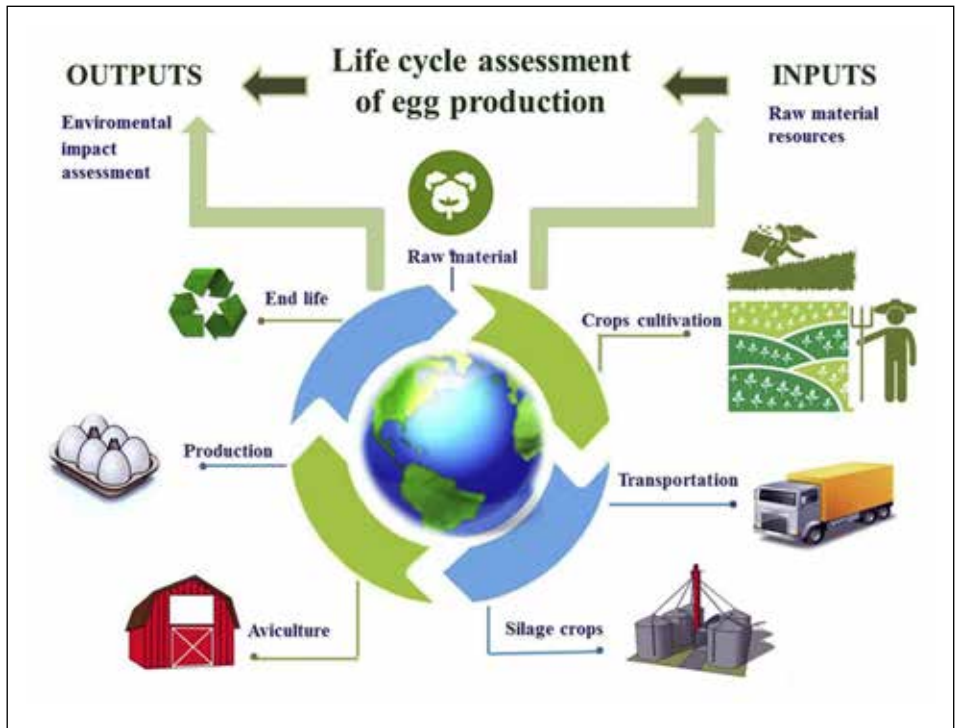 OUTPUTS
Life cycle assessment
of egg production
INPUTS
Enviromental
impact
assessment
Raw material
resources
Raw material
End life
Crops cultivation
Production
Transportation
Aviculture
Silage crops